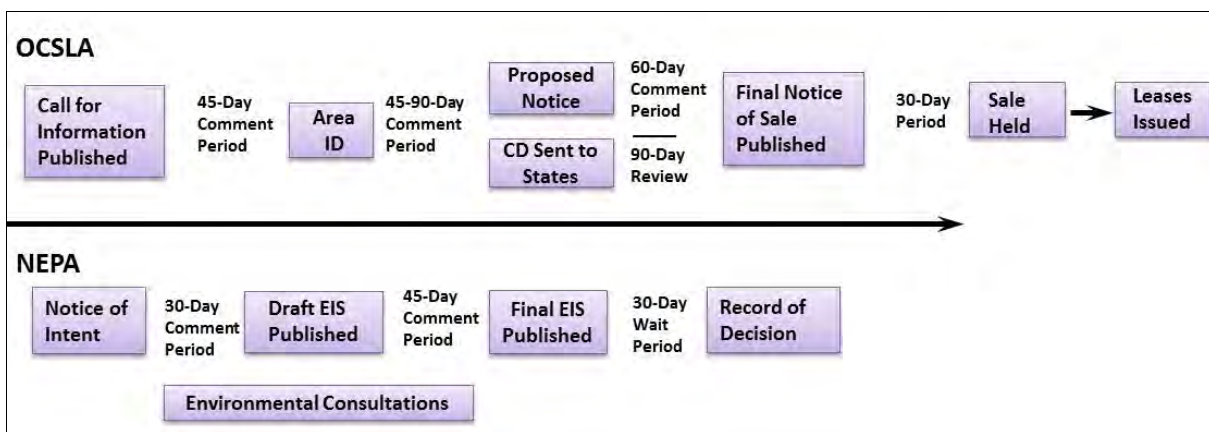 OCSLA
Call for
Information
Published
45-Day
Comment
Period
Area
ID
45-90-Day
Comment
Period
Proposed
Notice
CD Sent to
States
60-Day
Comment
Period
90-Day
Review
Final Notice
of Sale
Published
30-Day
Period
Sale
Held
Leases
Issued
NEPA
Notice of
Intent
30-Day
Comment
Period
Draft EIS
Published
45-Day
Comment
Period
Final EIS
Published
30-Day
Wait
Period
Record of
Decision
Environmental Consultations